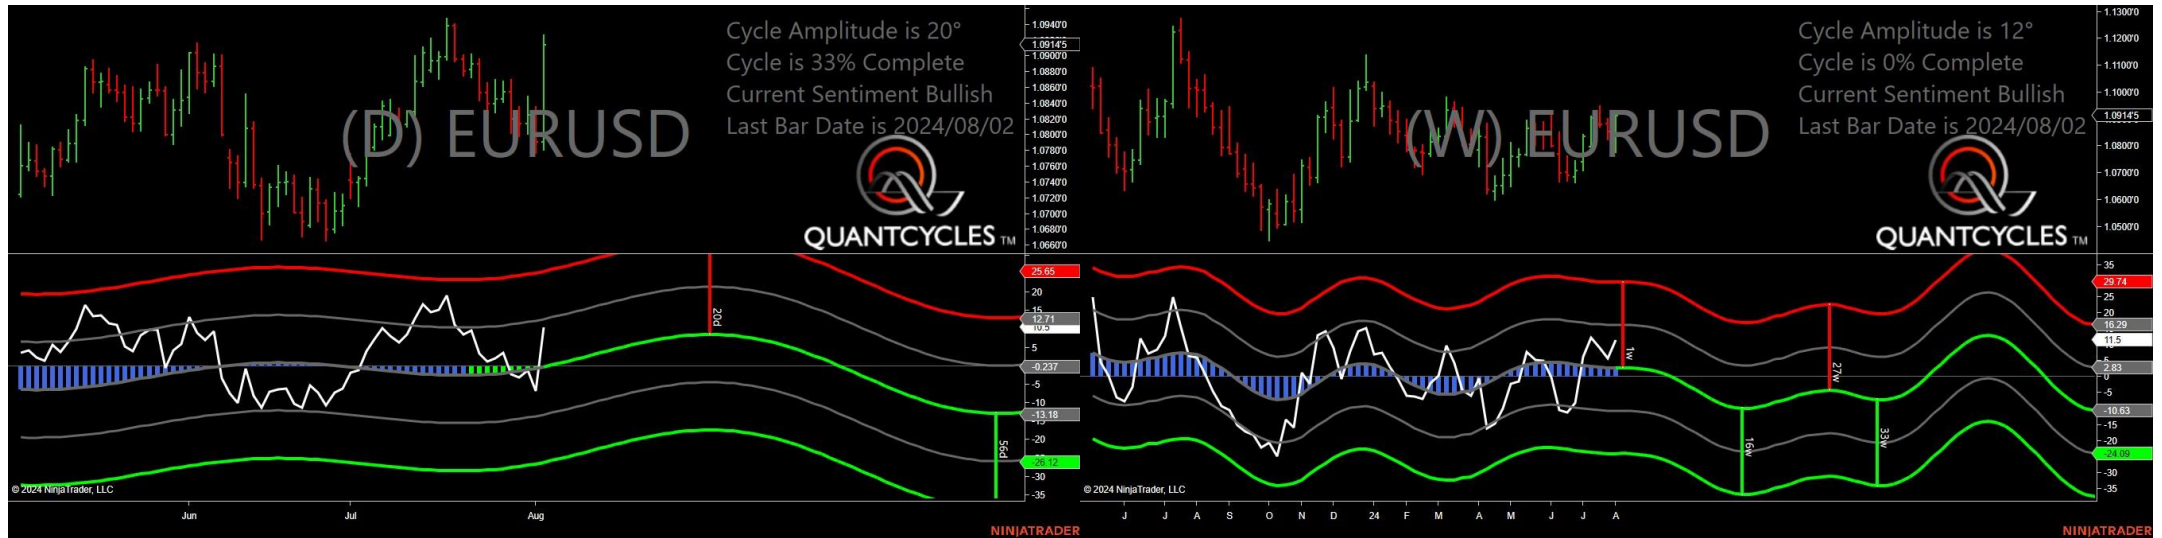 Cycle Amplitude is 20°
Cycle is 33% Complete
Current Sentiment Bullish
Last Bar Date is 2024/08/02
(D) EURUSD
QUANTCYCLES TM
1.0940'0
1.0914'5
1.0900'0
1.0880'0
1.0860'0
1.0840'0
1.0820'0
1.0800'0
1.0780'0
1.0760'0
1.0740'0
1.0720'0
1.0700'0
1.0680'0
1.0660'0
25.65
20
15
12.71
10.5
5
-0.237
-5
-10
-13.18
-20
-26.12
-30
-35
20d
56d
© 2024 NinjaTrader, LLC
Jun
Jul
Aug
NINJATRADER
Cycle Amplitude is 12°
Cycle is 0% Complete
Current Sentiment Bullish
Last Bar Date is 2024/08/02
(W) EURUSD
QUANTCYCLES TM
1.1300'0
1.1200'0
1.1100'0
1.1000'0
1.0914'5
1.0800'0
1.0700'0
1.0600'0
1.0500'0
35
29.74
25
20
16.29
11.5
5
2.83
0
-5
-10.63
-15
-20
-24.09
-30
-35
1w
16w
27w
33w
© 2024 NinjaTrader, LLC
J
J
A
S
O
N
D
24
F
M
A
M
J
J
A
NINJATRADER